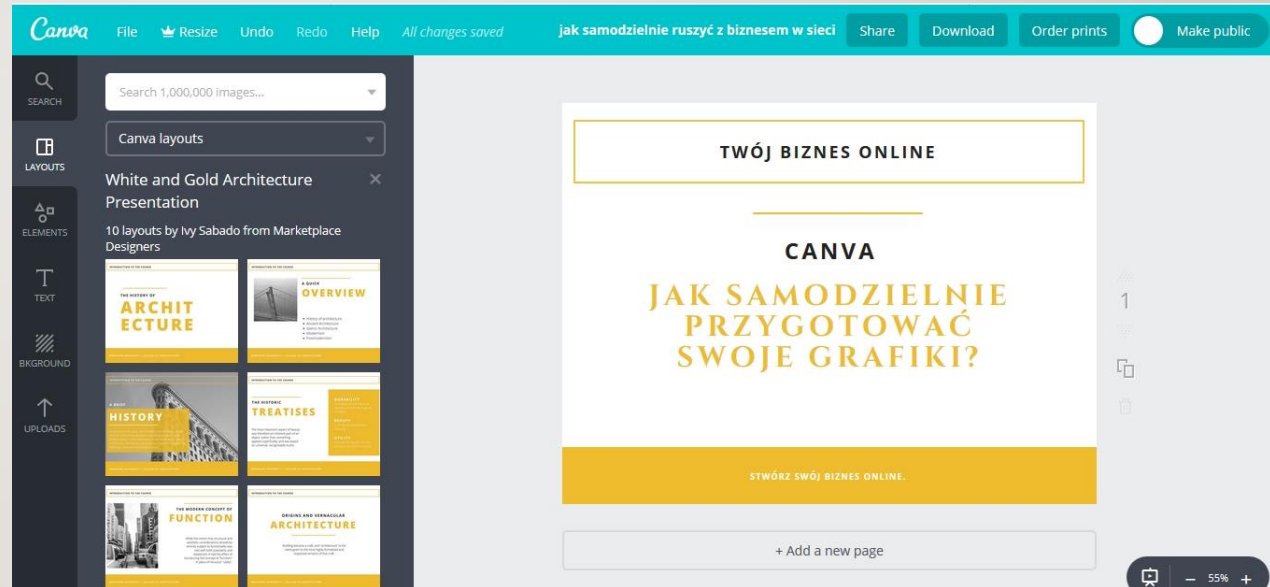 Canva File Resize Undo Redo Help All changes saved jak samodzielnie ruszyć z biznesem w sieci Share Download Order prints Make public
SEARCH
LAYOUTS
ELEMENTS
TEXT
BKGROUND
UPLOADS
Search 1,000,000 images...
Canva layouts
White and Gold Architecture
Presentation
10 layouts by Ivy Sabado from Marketplace
Designers
THE HISTORY OF
ARCHIT
ECTURE
A QUICK
OVERVIEW
A BRIEF
HISTORY
THE HISTORIC
TREATISES
THE MODERN CONCEPT OF
FUNCTION
ORIGINS AND VERNACULAR
ARCHITECTURE
TWÓJ BIZNES ONLINE
CANVA
JAK SAMODZIELNIE
PRZYGOTOWAĆ
SWOJE GRAFIKI?
STWÓRZ SWÓJ BIZNES ONLINE.
1
+ Add a new page
− 55% +